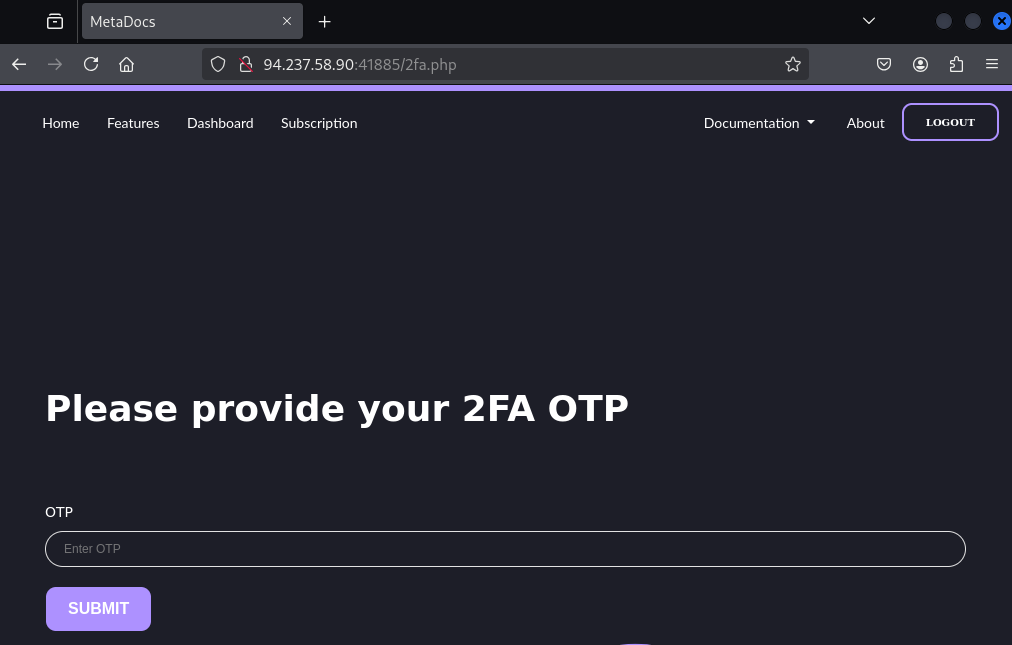 MetaDocs
94.237.58.90:41885/2fa.php
Home Features Dashboard Subscription Documentation About LOGOUT
Please provide your 2FA OTP
OTP
Enter OTP
SUBMIT